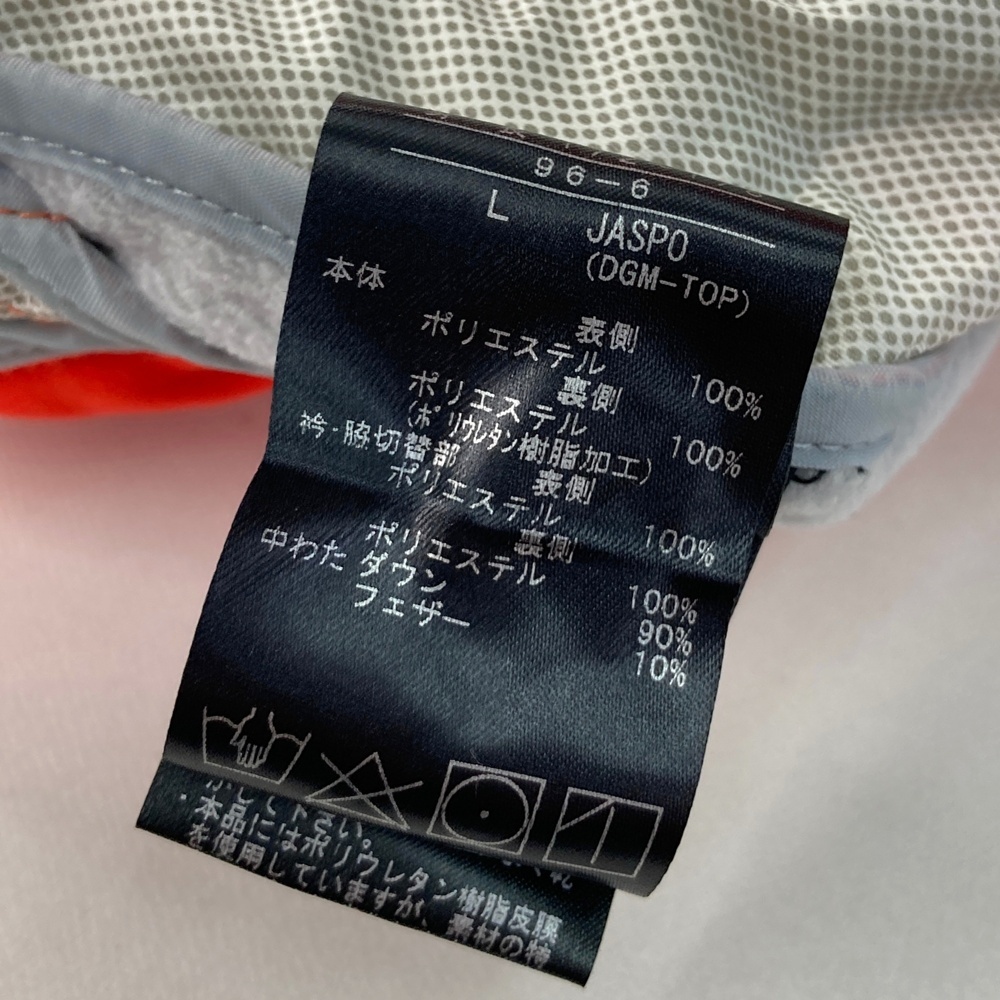 96-6
L JASPO
(DGM-TOP)
本体
表側
ポリエステル 100%
裏側
ポリエステル 100%
(ポリウレタン樹脂加工)
衿・脇切替部
表側
ポリエステル 100%
裏側
ポリエステル 100%
中わた ダウン 90%
フェザー 10%
して下さい。
・本品にはポリウレタン樹脂皮膜
を使用していますが、素材の特